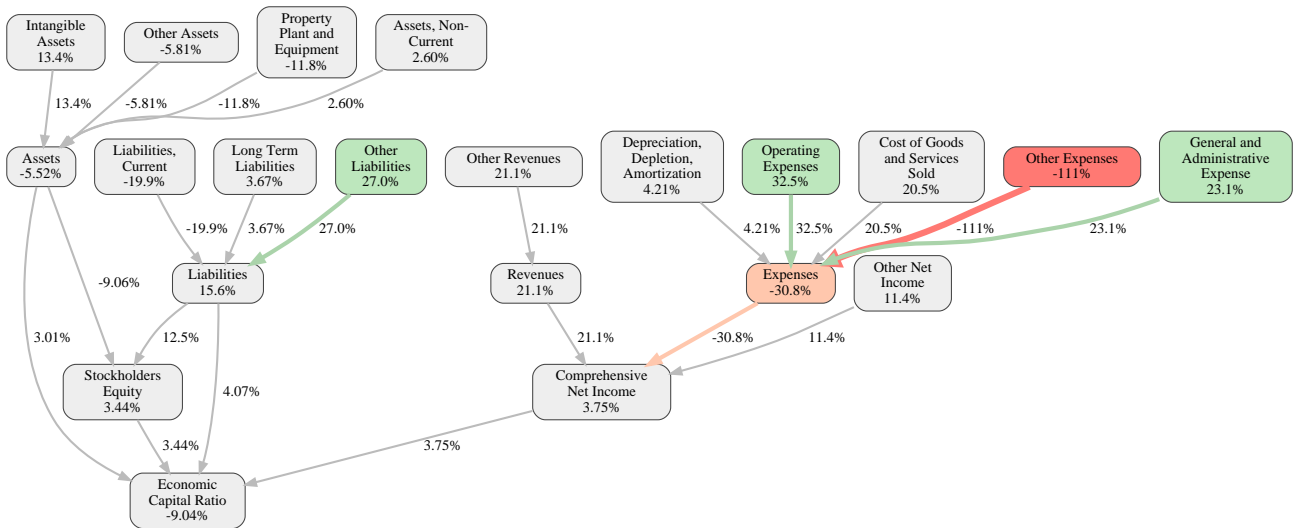 Intangible
Assets
13.4%
Other Assets
-5.81%
Property
Plant and
Equipment
-11.8%
Assets, Non-
Current
2.60%
13.4%
-5.81%
-11.8%
2.60%
Assets
-5.52%
Liabilities,
Current
-19.9%
Long Term
Liabilities
3.67%
Other
Liabilities
27.0%
Other Revenues
21.1%
Depreciation,
Depletion,
Amortization
4.21%
Operating
Expenses
32.5%
Cost of Goods
and Services
Sold
20.5%
Other Expenses
-111%
General and
Administrative
Expense
23.1%
-19.9%
3.67%
27.0%
21.1%
4.21%
32.5%
20.5%
-111%
23.1%
-9.06%
Liabilities
15.6%
Revenues
21.1%
Expenses
-30.8%
Other Net
Income
11.4%
3.01%
12.5%
21.1%
-30.8%
11.4%
Stockholders
Equity
3.44%
4.07%
Comprehensive
Net Income
3.75%
3.44%
3.75%
Economic
Capital Ratio
-9.04%